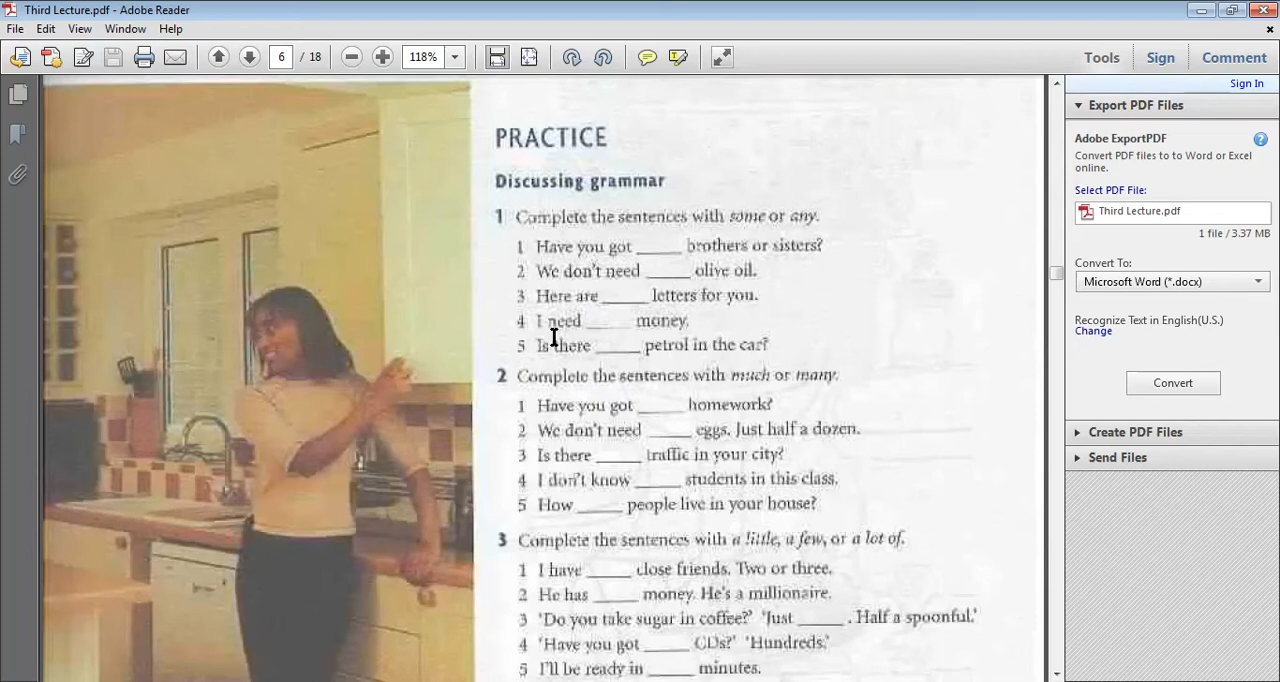 Third Lecture.pdf - Adobe Reader
File Edit View Window Help
6 / 18 118% Tools Sign Comment
Sign In
Export PDF Files
Adobe ExportPDF
Convert PDF files to to Word or Excel
online.
Select PDF File:
Third Lecture.pdf
1 file / 3.37 MB
Convert To:
Microsoft Word (*.docx)
Recognize Text in English(U.S.)
Change
Convert
Create PDF Files
Send Files
PRACTICE
Discussing grammar
1 Complete the sentences with some or any.
1 Have you got _____ brothers or sisters?
2 We don't need _____ olive oil.
3 Here are _____ letters for you.
4 I need _____ money.
5 Is there _____ petrol in the car?
2 Complete the sentences with much or many.
1 Have you got _____ homework?
2 We don't need _____ eggs. Just half a dozen.
3 Is there _____ traffic in your city?
4 I don't know _____ students in this class.
5 How _____ people live in your house?
3 Complete the sentences with a little, a few, or a lot of.
1 I have _____ close friends. Two or three.
2 He has _____ money. He's a millionaire.
3 'Do you take sugar in coffee?' 'Just _____ . Half a spoonful.'
4 'Have you got _____ CDs?' 'Hundreds.'
5 I'll be ready in _____ minutes.